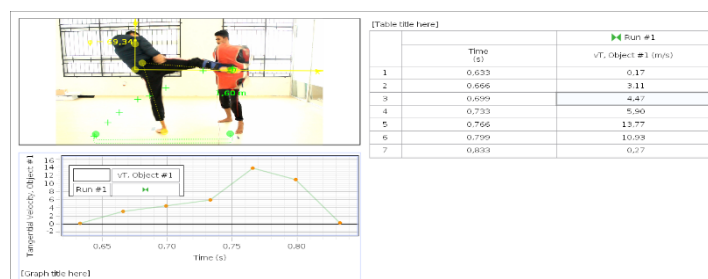 [Table title here]
Run #1
Time (s)
vT, Object #1 (m/s)
1 0,633 0,17
2 0,666 3,11
3 0,699 4,47
4 0,733 5,90
5 0,766 13,77
6 0,799 10,93
7 0,833 0,27
Tangential Velocity, Object #1
16
14
12
10
8
6
4
2
0
-2
vT, Object #1
Run #1
0,65 0,70 0,75 0,80
Time (s)
[Graph title here]